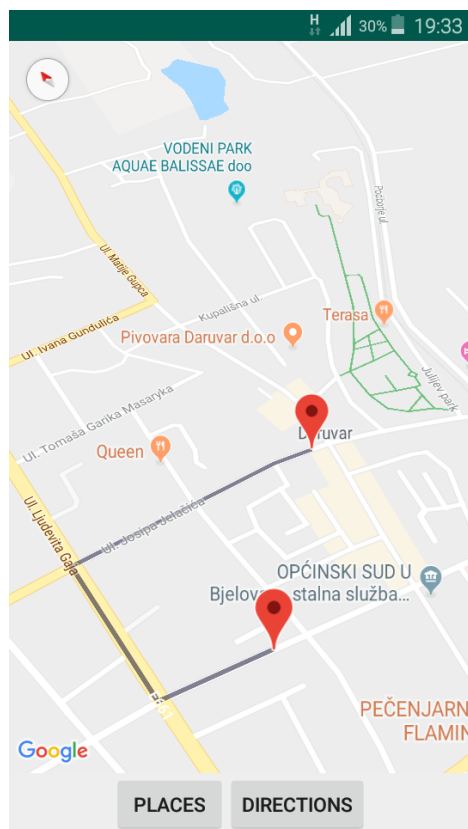 H
30%
19:33
VODENI PARK
AQUAE BALISSAE doo
Podborje ul.
Ul. Matije Gupca
Kupališna ul
Terasa
Ul. Ivana Gundulića
Pivovara Daruvar d.o.o
Julijev park
Ul. Tomaša Garika Masaryka
Queen
Daruvar
Ul. Ljudevita Gaja
Ul. Josipa Jelačića
OPĆINSKI SUD U
Bjelova stalna služba...
PEČENJARN
FLAMIN
Google
PLACES
DIRECTIONS